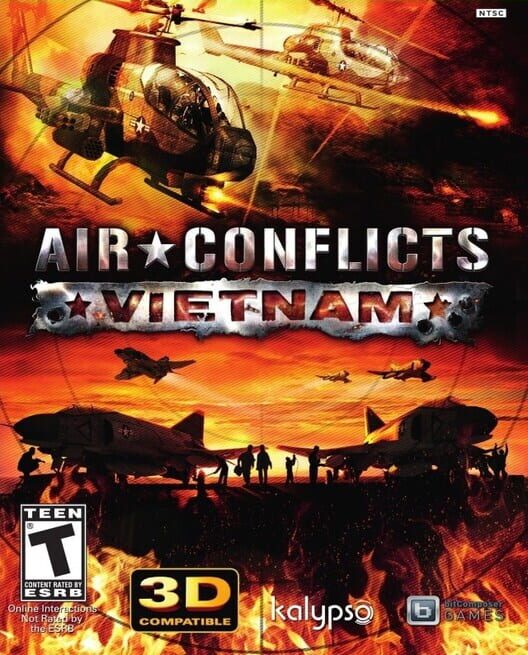 NTSC
AIR★CONFLICTS
★VIETNAM★
TEEN
T
®
CONTENT RATED BY
ESRB
Online Interactions
Not Rated by
the ESRB
3D
COMPATIBLE
kalypso
b
bitComposer
GAMES